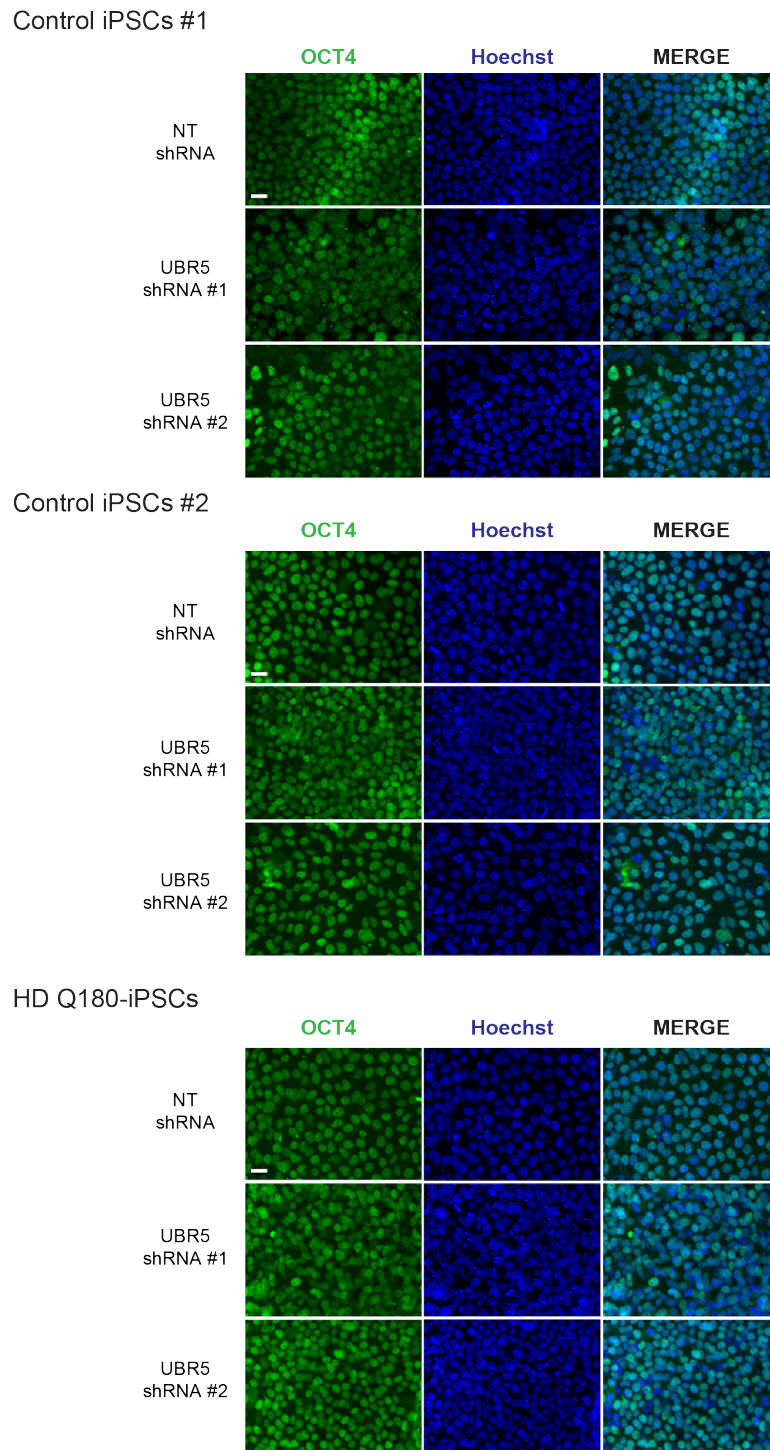 Control iPSCs #1
OCT4 Hoechst MERGE
NT
shRNA
UBR5
shRNA #1
UBR5
shRNA #2
Control iPSCs #2
OCT4 Hoechst MERGE
NT
shRNA
UBR5
shRNA #1
UBR5
shRNA #2
HD Q180-iPSCs
OCT4 Hoechst MERGE
NT
shRNA
UBR5
shRNA #1
UBR5
shRNA #2